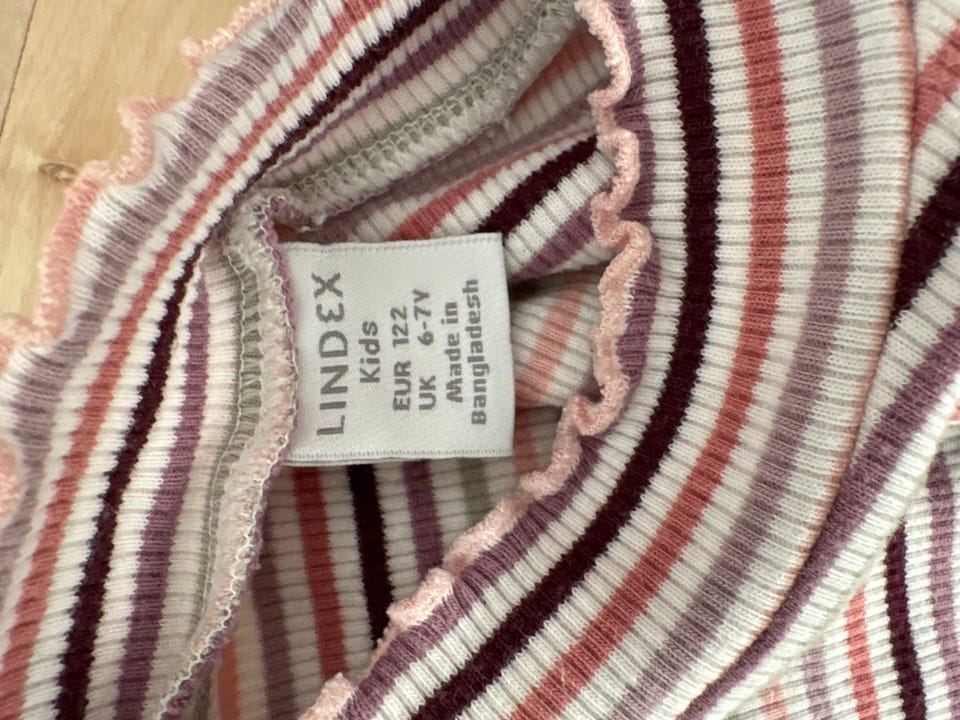 LINDEX
Kids
EUR 122
UK 6-7Y
Made in
Bangladesh